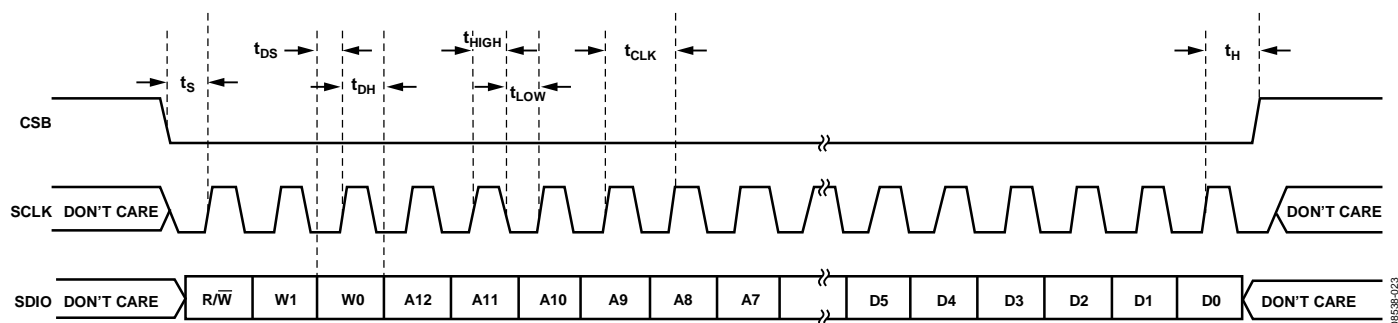 tDS
tHIGH
tCLK
tH
tS
tDH
tLOW
CSB
SCLK DON'T CARE
DON'T CARE
SDIO DON'T CARE R/W̅ W1 W0 A12 A11 A10 A9 A8 A7 D5 D4 D3 D2 D1 D0 DON'T CARE
08538-023